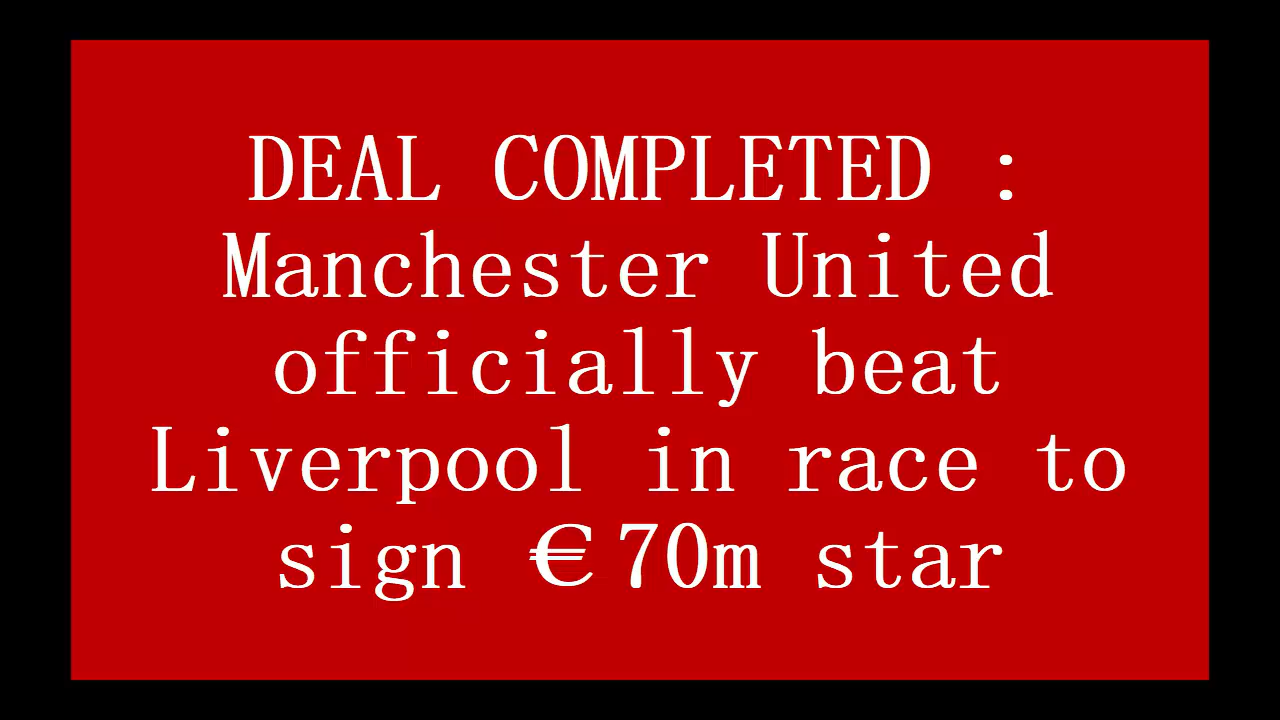 DEAL COMPLETED :
Manchester United
officially beat
Liverpool in race to
sign €70m star